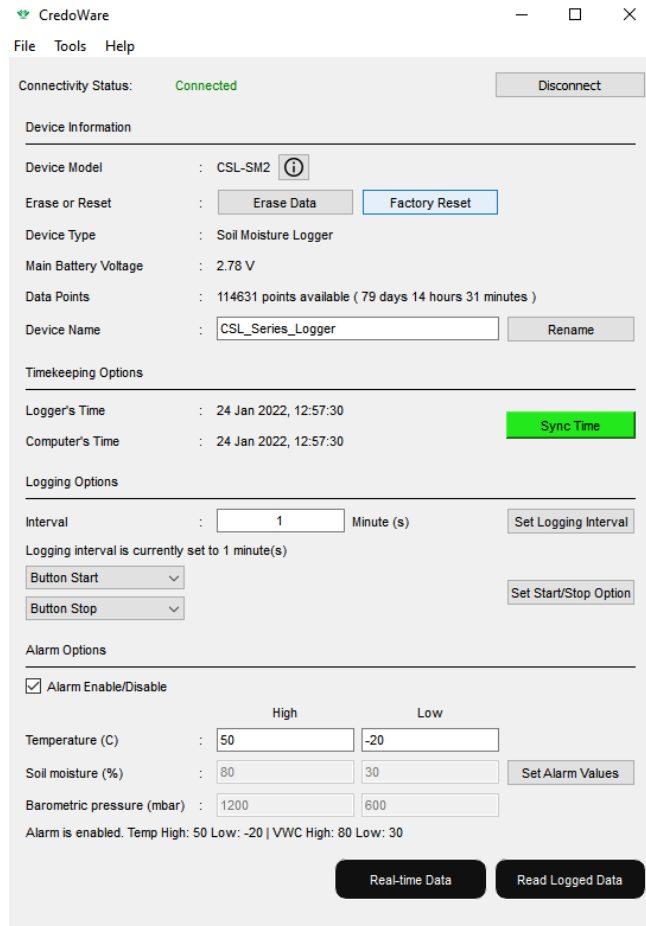 CredoWare
File Tools Help
Connectivity Status: Connected Disconnect
Device Information
Device Model : CSL-SM2
Erase or Reset : Erase Data Factory Reset
Device Type : Soil Moisture Logger
Main Battery Voltage : 2.78 V
Data Points : 114631 points available ( 79 days 14 hours 31 minutes )
Device Name : CSL_Series_Logger Rename
Timekeeping Options
Logger's Time : 24 Jan 2022, 12:57:30
Sync Time
Computer's Time : 24 Jan 2022, 12:57:30
Logging Options
Interval : 1 Minute (s) Set Logging Interval
Logging interval is currently set to 1 minute(s)
Button Start
Set Start/Stop Option
Button Stop
Alarm Options
Alarm Enable/Disable
High Low
Temperature (C) : 50 -20
Soil moisture (%) : 80 30 Set Alarm Values
Barometric pressure (mbar) : 1200 600
Alarm is enabled. Temp High: 50 Low: -20 | VWC High: 80 Low: 30
Real-time Data Read Logged Data